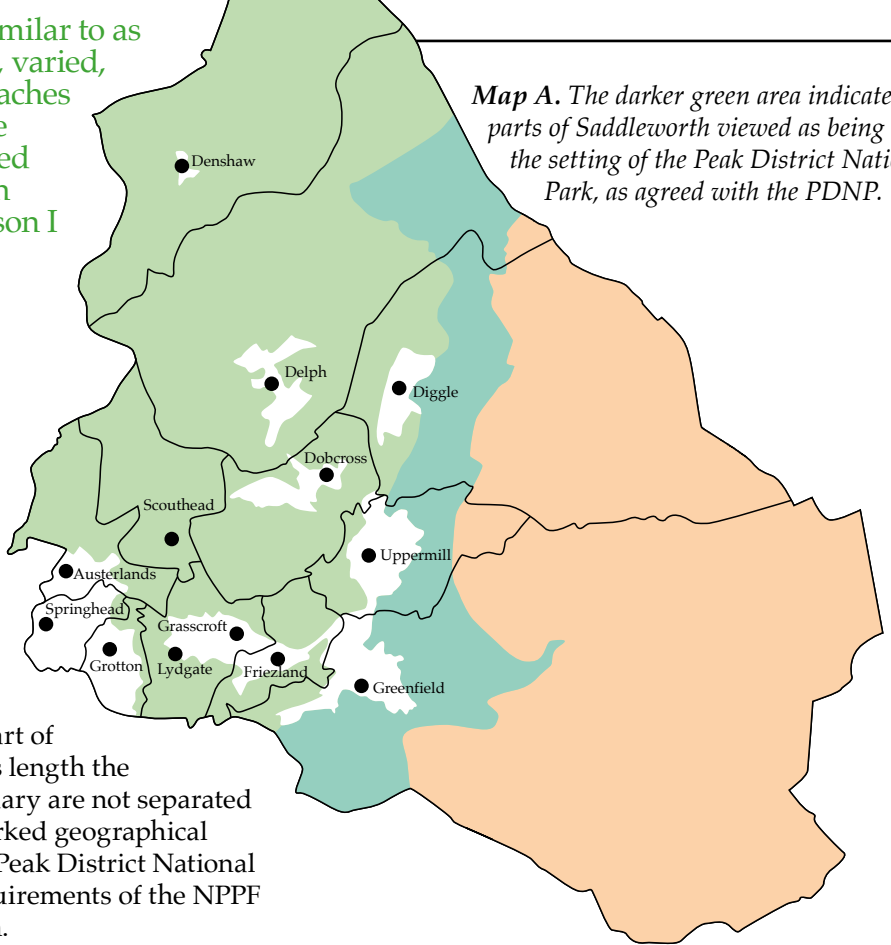 milar to as
, varied,
aches
e
ed
n
son I
Map A. The darker green area indicate
parts of Saddleworth viewed as being
the setting of the Peak District Nati
Park, as agreed with the PDNP.
Denshaw
Delph
Diggle
Dobcross
Scouthead
Uppermill
Austerlands
Springhead
Grasscroft
Grotton
Lydgate
Friezland
Greenfield
art of
s length the
lary are not separated
rked geographical
Peak District National
uirements of the NPPF
n.